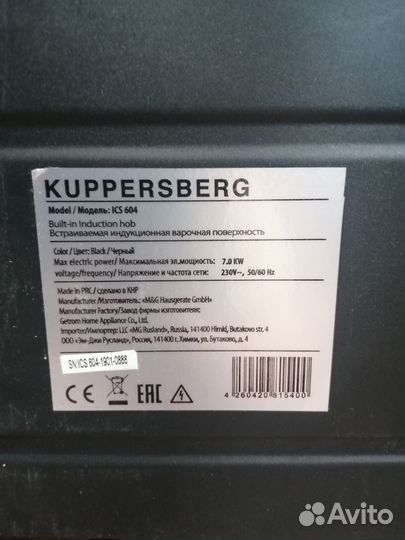 KUPPERSBERG
Model / Модель: ICS 604
Built-in Induction hob
Встраиваемая индукционная варочная поверхность
Color / Цвет: Black / Черный
Max electric power/ Максимальная эл.мощность: 7.0 KW
voltage/frequency/ Напряжение и частота сети: 230V~, 50/60 Hz
Made in PRC / сделано в КНР
Manufacturer /Изготовитель: «M&G Hausgerate GmbH»
Manufacturer Factory/Завод фирмы изготовителя:
Getrom Home Appliance Co., Ltd.
Importer/Импортер: LLC «MG Rusland», Russia, 141400 Himki, Butakovo str. 4
ООО «Эм-Джи Русланд», Россия, 141400 г. Химки, ул. Бутаково, д. 4
SN:ICS 604-1901-0888
CE EAC
4 260420 815400
Avito